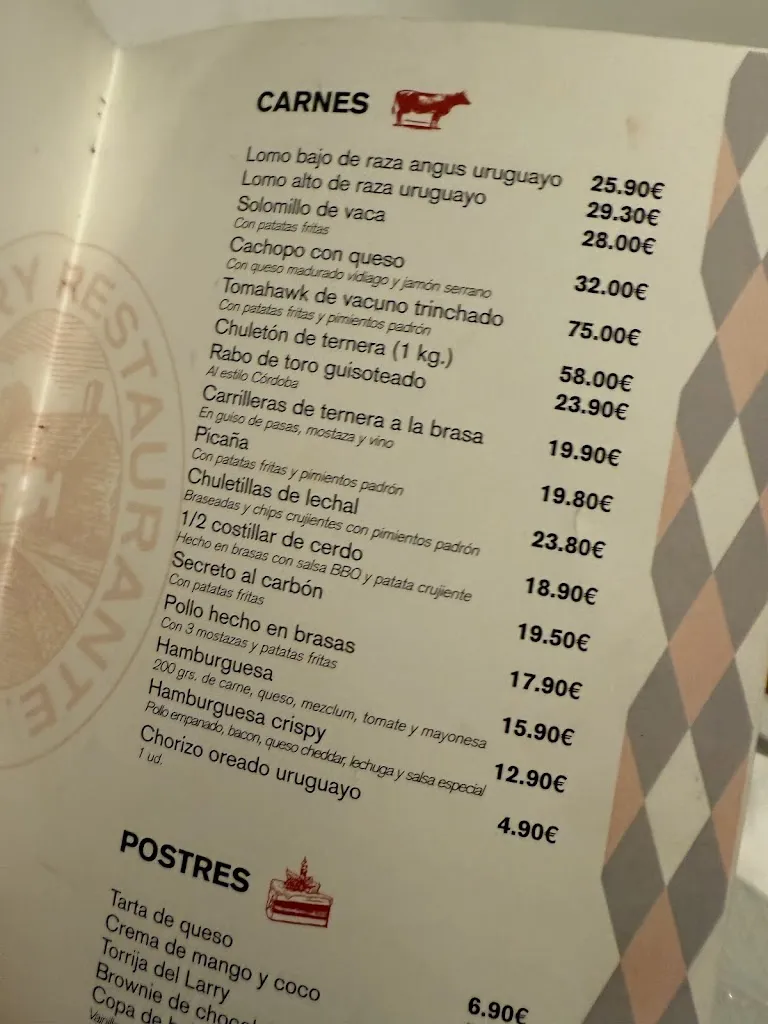 CARNES
Lomo bajo de raza angus uruguayo 25.90€
Lomo alto de raza uruguayo 29.30€
Solomillo de vaca 28.00€
Con patatas fritas
Cachopo con queso 32.00€
Con queso madurado vidiago y jamón serrano
Tomahawk de vacuno trinchado 75.00€
Con patatas fritas y pimientos padrón
Chuletón de ternera (1 kg.) 58.00€
Rabo de toro guisoteado 23.90€
Al estilo Córdoba
Carrilleras de ternera a la brasa 19.90€
En guiso de pasas, mostaza y vino
Picaña 19.80€
Con patatas fritas y pimientos padrón
Chuletillas de lechal 23.80€
Braseadas y chips crujientes con pimientos padrón
1/2 costillar de cerdo 18.90€
Hecho en brasas con salsa BBQ y patata crujiente
Secreto al carbón 19.50€
Con patatas fritas
Pollo hecho en brasas 17.90€
Con 3 mostazas y patatas fritas
Hamburguesa 15.90€
200 grs. de carne, queso, mezclum, tomate y mayonesa
Hamburguesa crispy 12.90€
Pollo empanado, bacon, queso cheddar, lechuga y salsa especial
Chorizo oreado uruguayo 4.90€
1 ud.
POSTRES
Tarta de queso 6.90€
Crema de mango y coco
Torrija del Larry
Brownie de
Copa de
RESTAURANTE